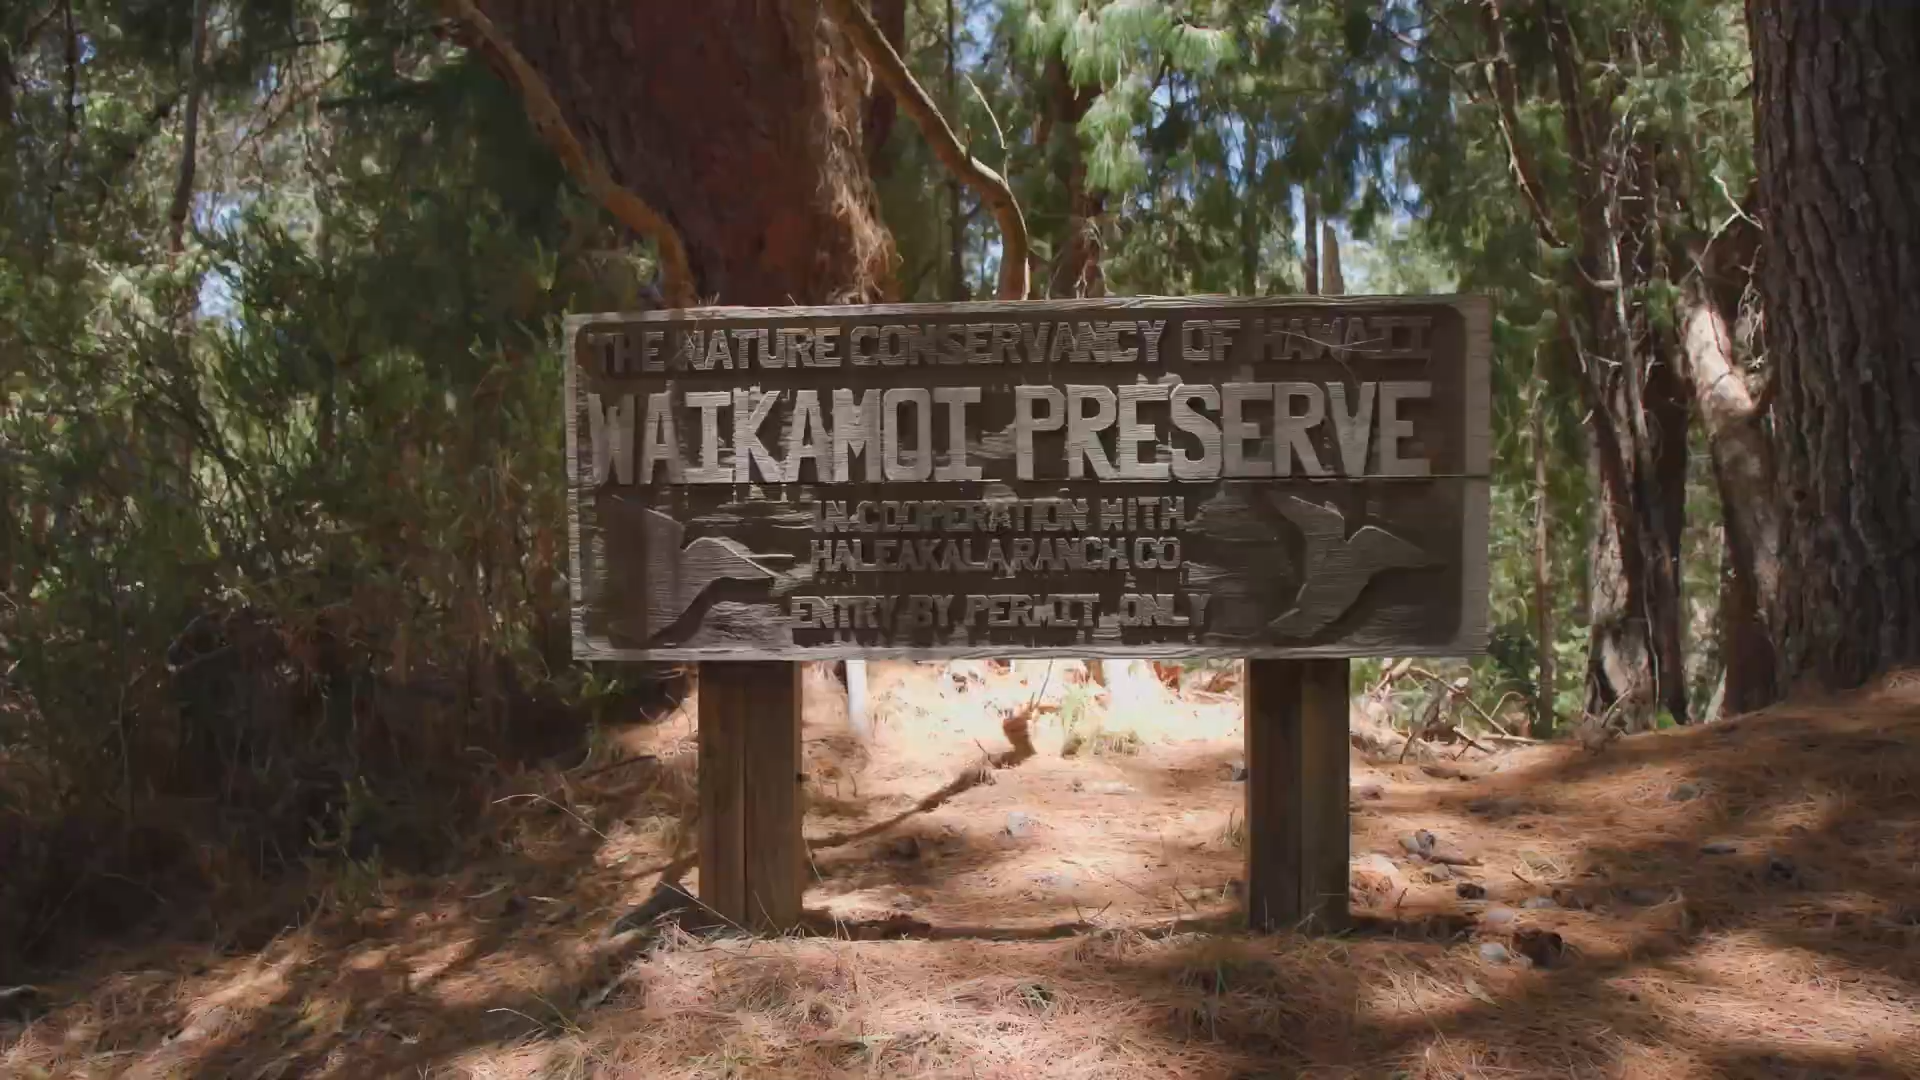 THE NATURE CONSERVANCY OF HAWAII
WAIKAMOI PRESERVE
IN COOPERATION WITH
HALEAKALA RANCH CO
ENTRY BY PERMIT ONLY